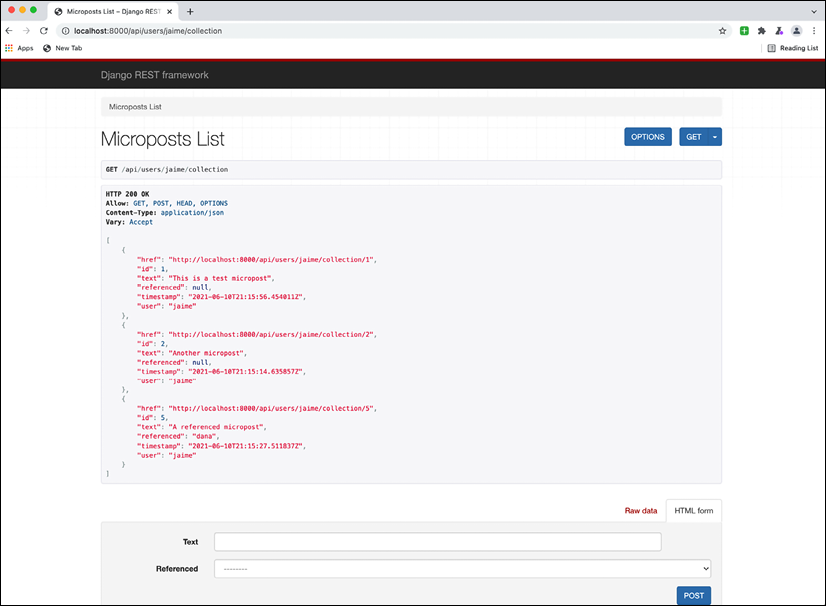 Microposts List – Django REST
localhost:8000/api/users/jaime/collection
Apps
New Tab
Reading List
Django REST framework
Microposts List
Microposts List
OPTIONS
GET
GET /api/users/jaime/collection
HTTP 200 OK
Allow: GET, POST, HEAD, OPTIONS
Content-Type: application/json
Vary: Accept
[
{
"href": "http://localhost:8000/api/users/jaime/collection/1",
"id": 1,
"text": "This is a test micropost",
"referenced": null,
"timestamp": "2021-06-10T21:15:56.454011Z",
"user": "jaime"
},
{
"href": "http://localhost:8000/api/users/jaime/collection/2",
"id": 2,
"text": "Another micropost",
"referenced": null,
"timestamp": "2021-06-10T21:15:14.635857Z",
"user": "jaime"
},
{
"href": "http://localhost:8000/api/users/jaime/collection/5",
"id": 5,
"text": "A referenced micropost",
"referenced": "dana",
"timestamp": "2021-06-10T21:15:27.511837Z",
"user": "jaime"
}
]
Raw data
HTML form
Text
Referenced
--------
POST